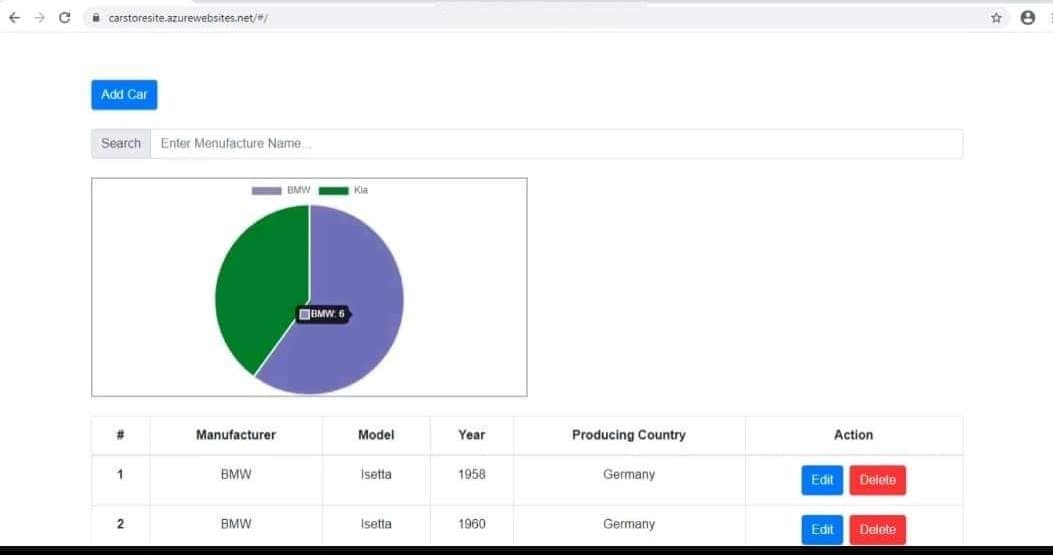 carstoresite.azurewebsites.net/#/
Add Car
Search Enter Menufacture Name...
BMW Kia
BMW: 6
# Manufacturer Model Year Producing Country Action
1 BMW Isetta 1958 Germany Edit Delete
2 BMW Isetta 1960 Germany Edit Delete